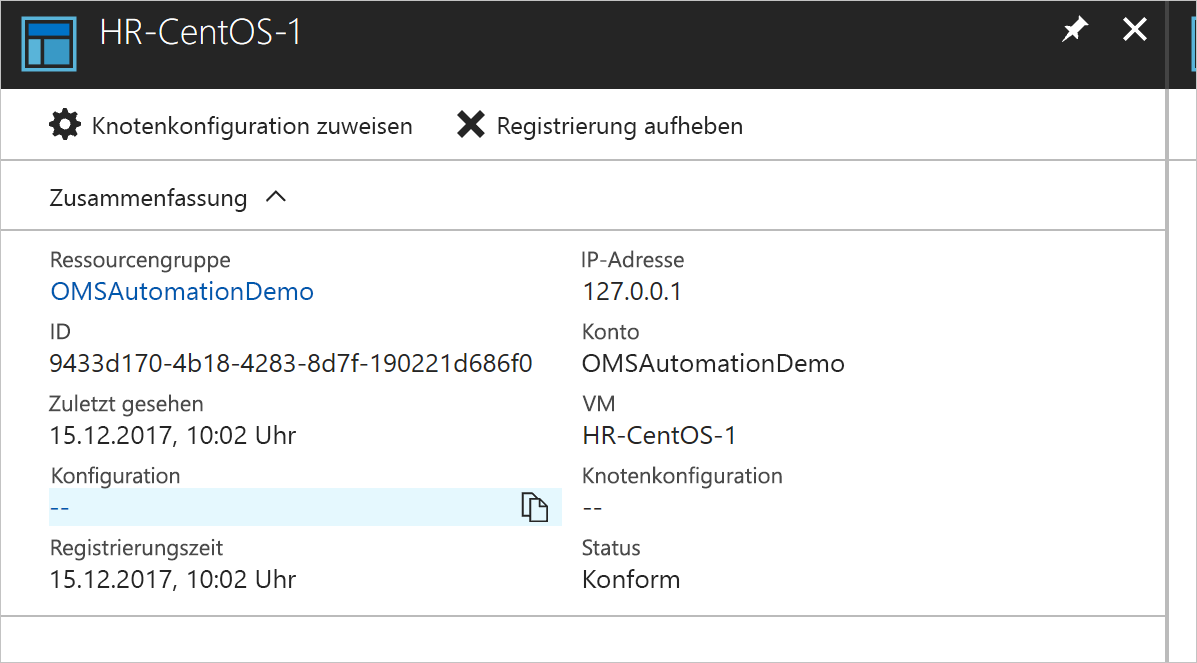 HR-CentOS-1
Knotenkonfiguration zuweisen
Registrierung aufheben
Zusammenfassung
Ressourcengruppe
OMSAutomationDemo
IP-Adresse
127.0.0.1
ID
9433d170-4b18-4283-8d7f-190221d686f0
Konto
OMSAutomationDemo
Zuletzt gesehen
15.12.2017, 10:02 Uhr
VM
HR-CentOS-1
Konfiguration
--
Knotenkonfiguration
--
Registrierungszeit
15.12.2017, 10:02 Uhr
Status
Konform